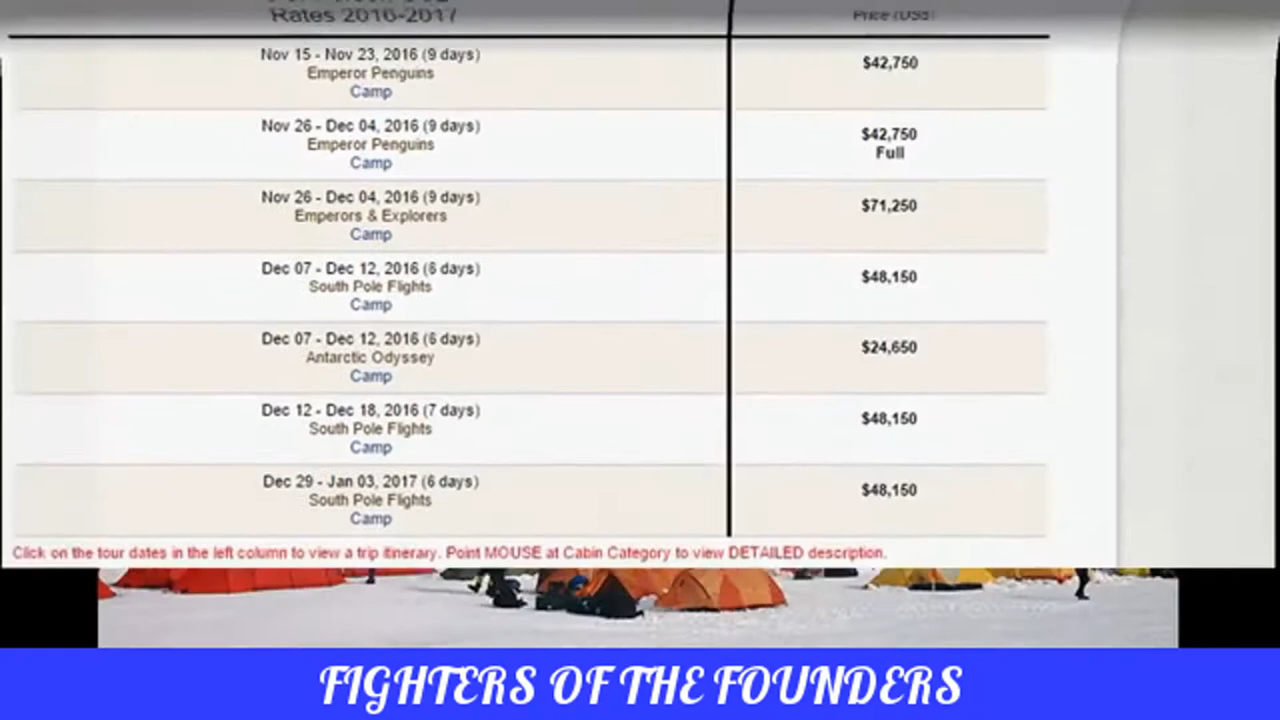 Rates 2016-2017
Price (US$)
Nov 15 - Nov 23, 2016 (9 days)
Emperor Penguins
Camp
$42,750
Nov 26 - Dec 04, 2016 (9 days)
Emperor Penguins
Camp
$42,750
Full
Nov 26 - Dec 04, 2016 (9 days)
Emperors & Explorers
Camp
$71,250
Dec 07 - Dec 12, 2016 (6 days)
South Pole Flights
Camp
$48,150
Dec 07 - Dec 12, 2016 (6 days)
Antarctic Odyssey
Camp
$24,650
Dec 12 - Dec 18, 2016 (7 days)
South Pole Flights
Camp
$48,150
Dec 29 - Jan 03, 2017 (6 days)
South Pole Flights
Camp
$48,150
Click on the tour dates in the left column to view a trip itinerary. Point MOUSE at Cabin Category to view DETAILED description.
FIGHTERS OF THE FOUNDERS